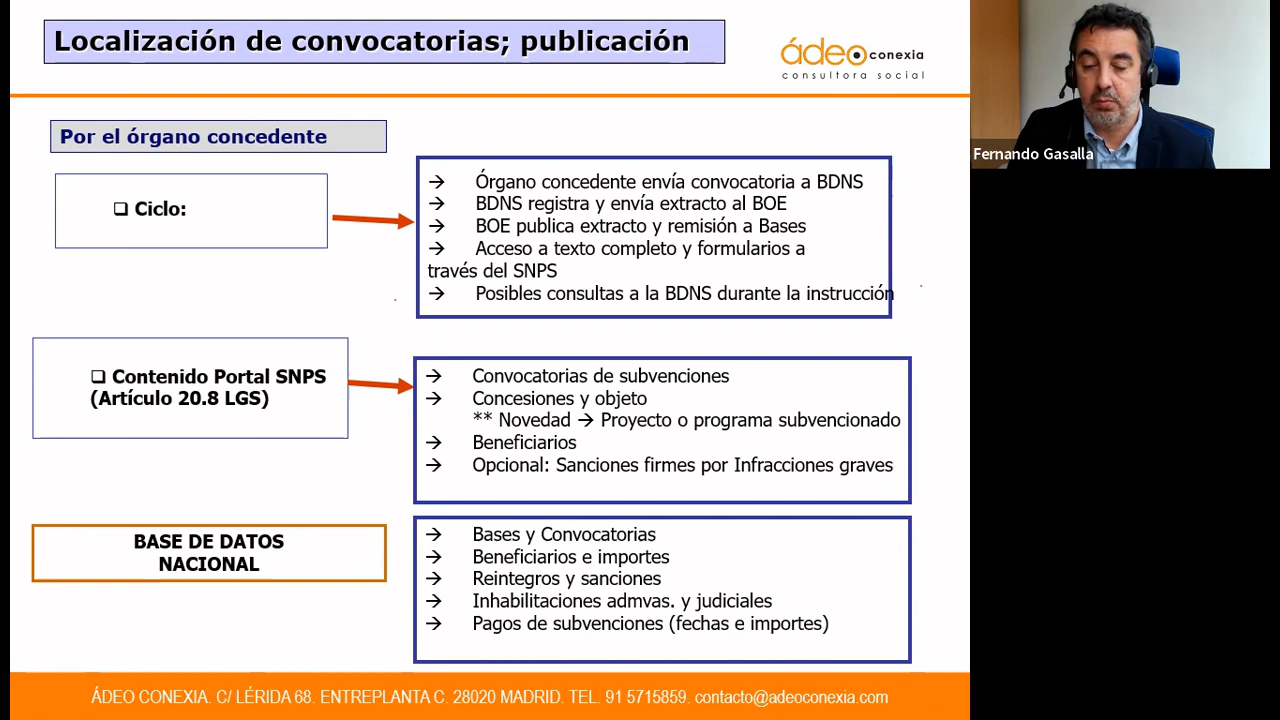 Localización de convocatorias; publicación
ádeo conexia
consultora social
Fernando Gasalla
Por el órgano concedente
❑ Ciclo:
→ Órgano concedente envía convocatoria a BDNS
→ BDNS registra y envía extracto al BOE
→ BOE publica extracto y remisión a Bases
→ Acceso a texto completo y formularios a
través del SNPS
→ Posibles consultas a la BDNS durante la instrucción
❑ Contenido Portal SNPS
(Artículo 20.8 LGS)
→ Convocatorias de subvenciones
→ Concesiones y objeto
** Novedad → Proyecto o programa subvencionado
→ Beneficiarios
→ Opcional: Sanciones firmes por Infracciones graves
BASE DE DATOS
NACIONAL
→ Bases y Convocatorias
→ Beneficiarios e importes
→ Reintegros y sanciones
→ Inhabilitaciones admvas. y judiciales
→ Pagos de subvenciones (fechas e importes)
ÁDEO CONEXIA. C/ LÉRIDA 68. ENTREPLANTA C. 28020 MADRID. TEL. 91 5715859. contacto@adeoconexia.com